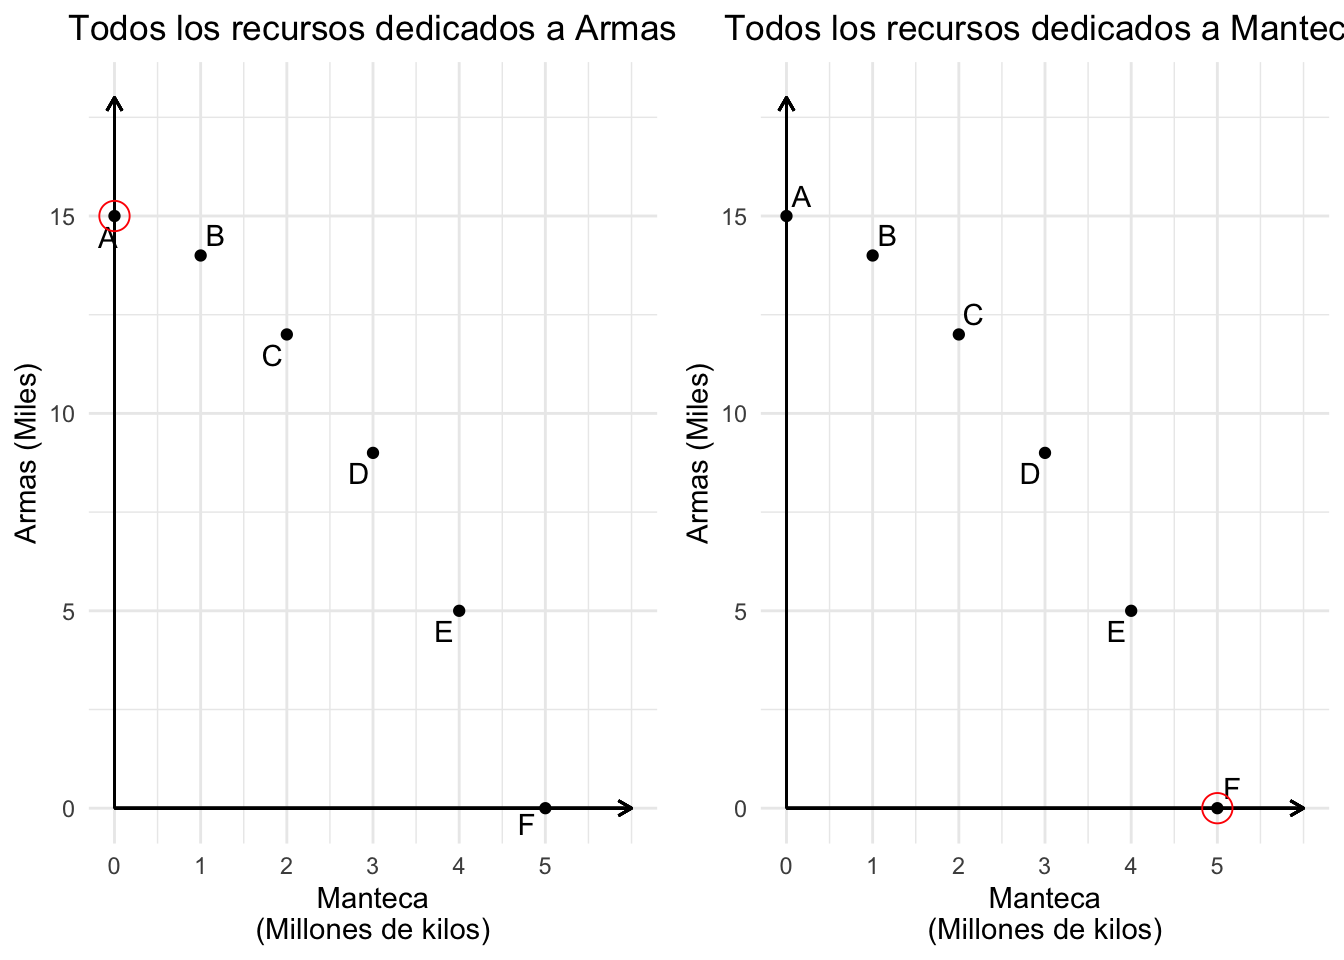 Todos los recursos dedicados a Armas
15
10
5
0
Armas (Miles)
A
B
C
D
E
F
0 1 2 3 4 5
Manteca
(Millones de kilos)
Todos los recursos dedicados a Mantec
15
10
5
0
Armas (Miles)
A
B
C
D
E
F
0 1 2 3 4 5
Manteca
(Millones de kilos)